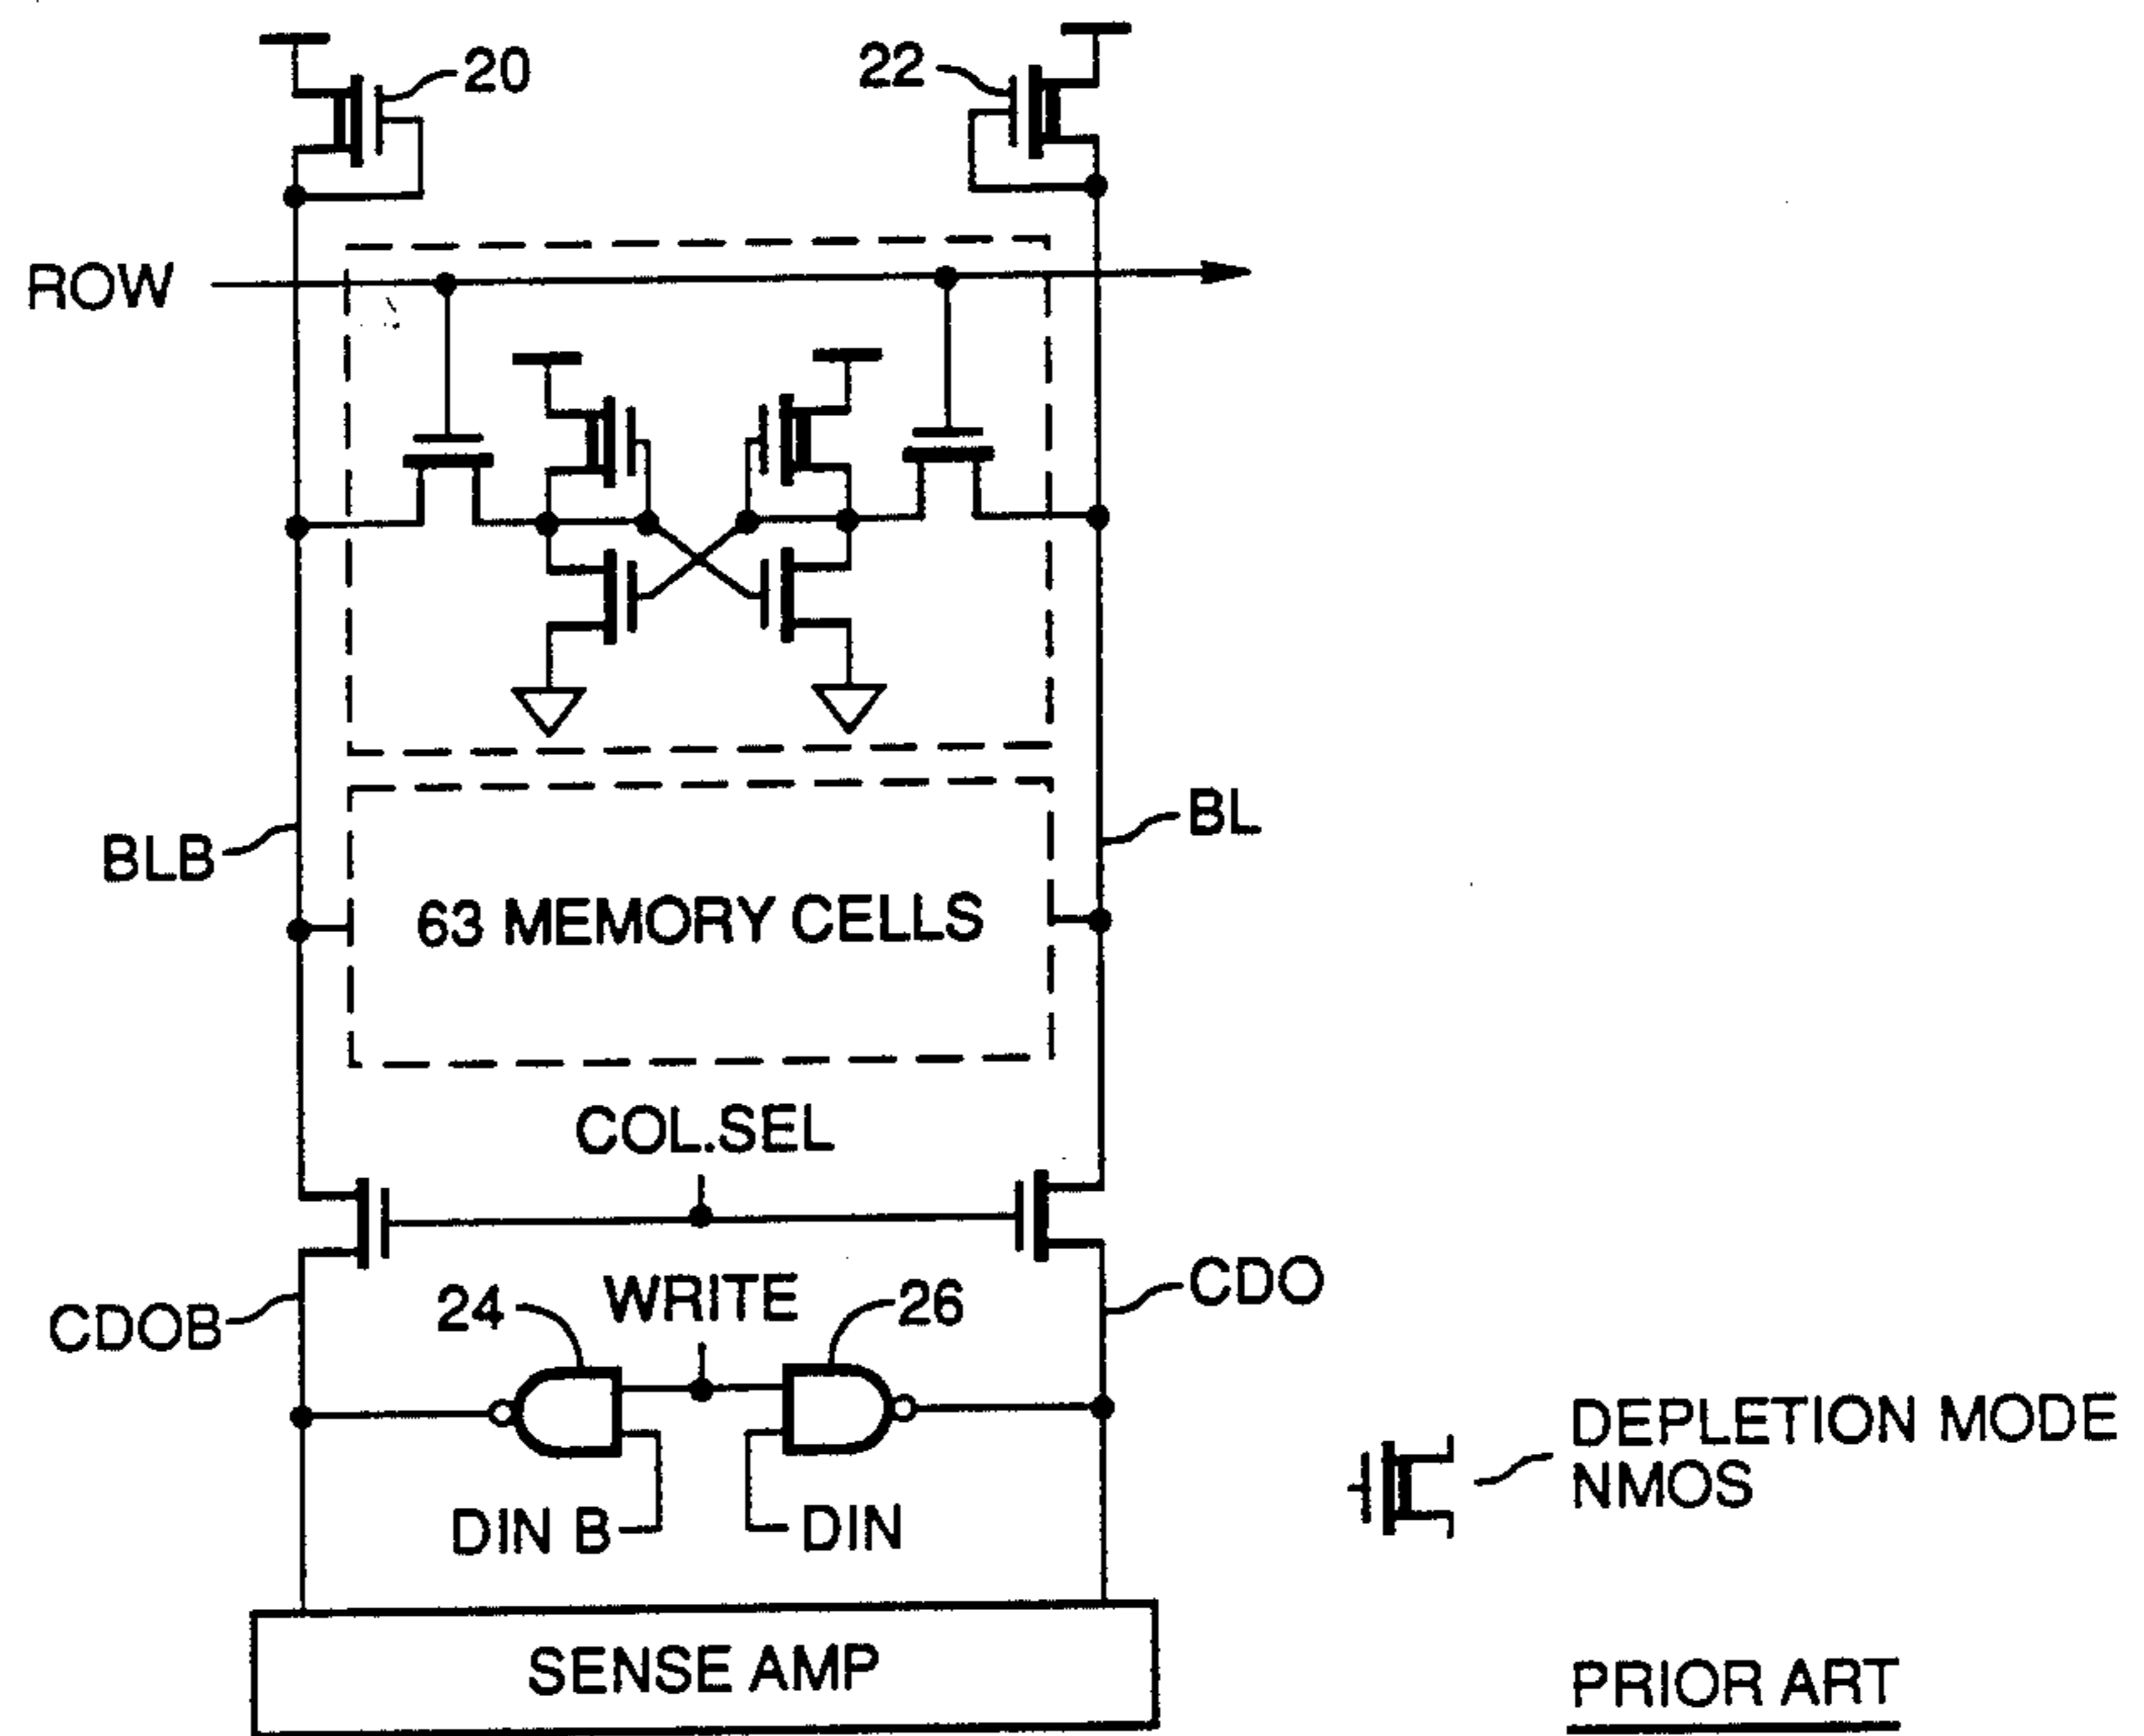 20
22
ROW
BLB
BL
63 MEMORY CELLS
COL.SEL
CDOB
24
WRITE
26
CDO
DIN B
DIN
DEPLETION MODE
NMOS
SENSE AMP
PRIOR ART